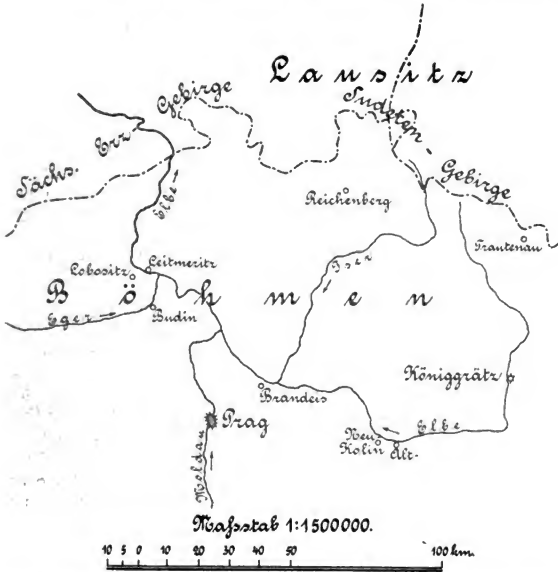 Lausitz
Sächs. Erz Gebirge
Sudeten-Gebirge
Elbe
Reichenberg
Trautenau
Iser
Lobositz
Leitmeritz
Böhmen
Eger
Budin
Königgrätz
Brandeis
Prag
Elbe
Neu-
Kolin Alt-
Moldau
Maſsstab 1:1500000.
10 5 0 10 20 30 40 50 100 km.